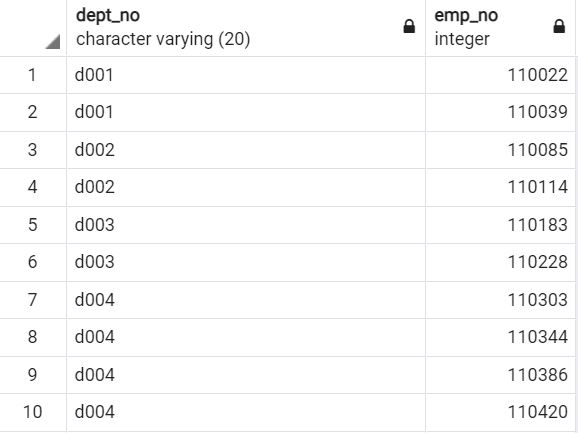 dept_no emp_no
character varying (20) integer
1 d001 110022
2 d001 110039
3 d002 110085
4 d002 110114
5 d003 110183
6 d003 110228
7 d004 110303
8 d004 110344
9 d004 110386
10 d004 110420